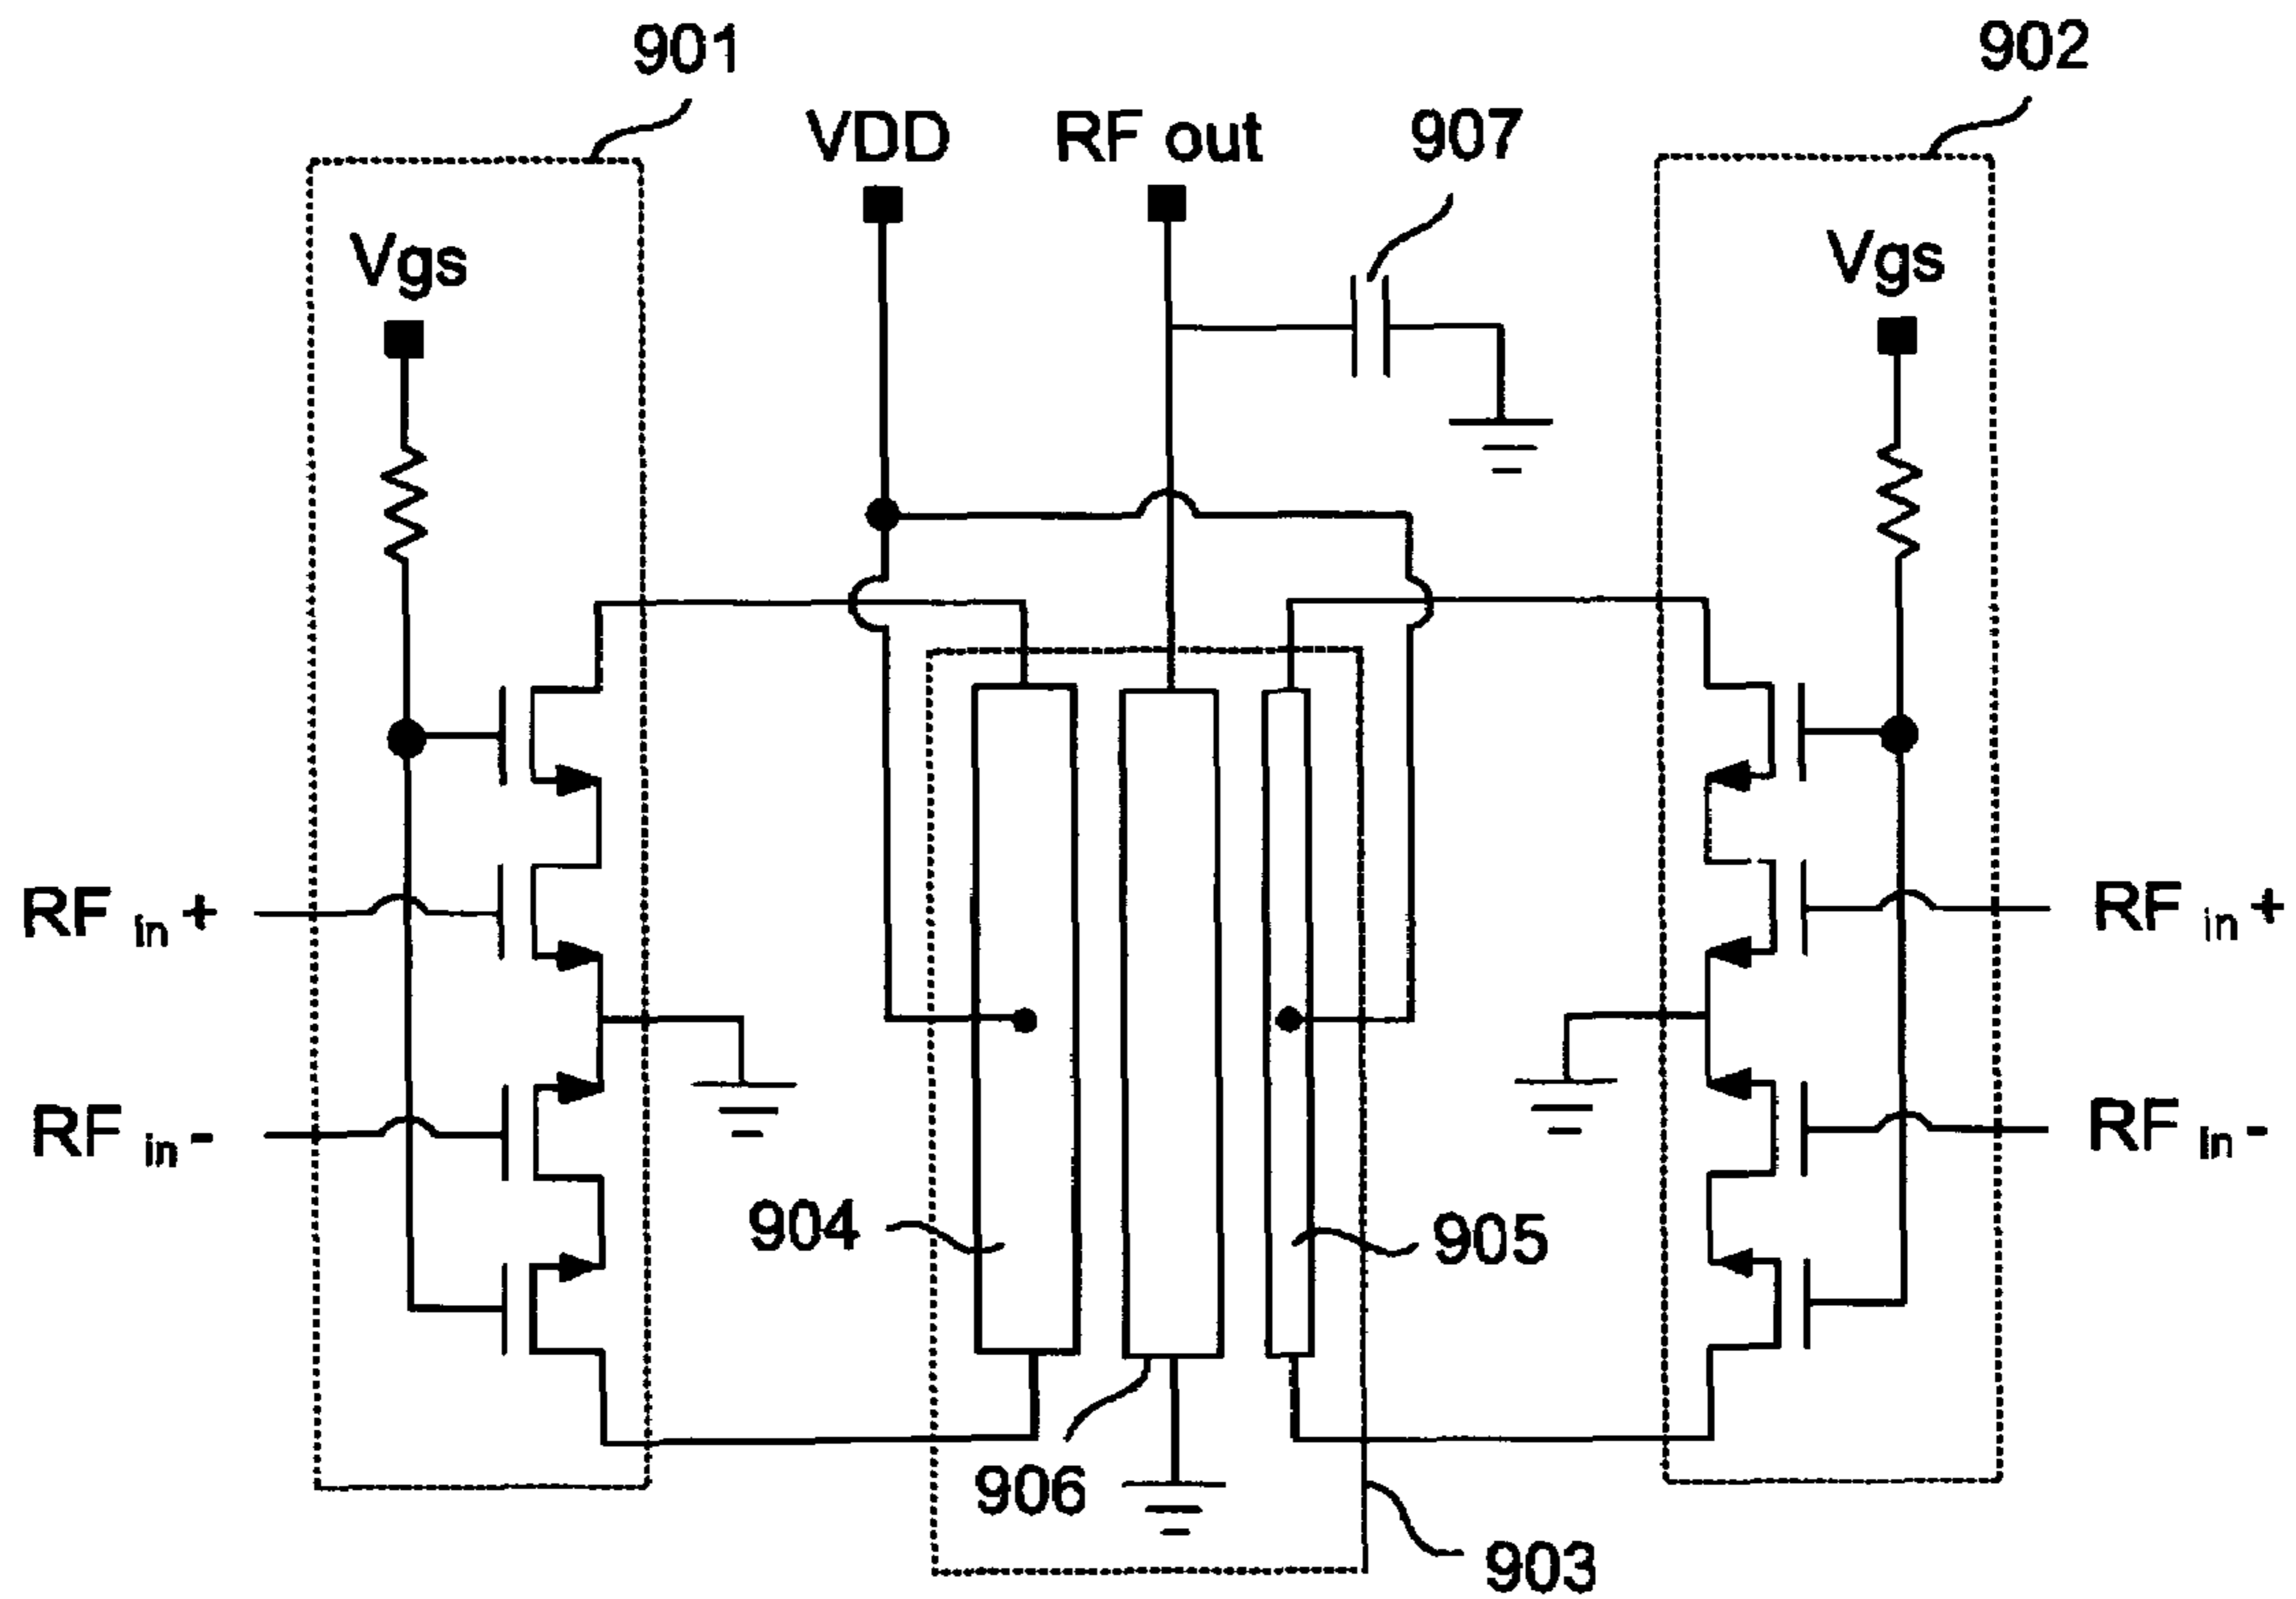 901
902
VDD
RF out
907
Vgs
Vgs
RF in +
RF in +
RF in -
RF in -
904
905
906
903